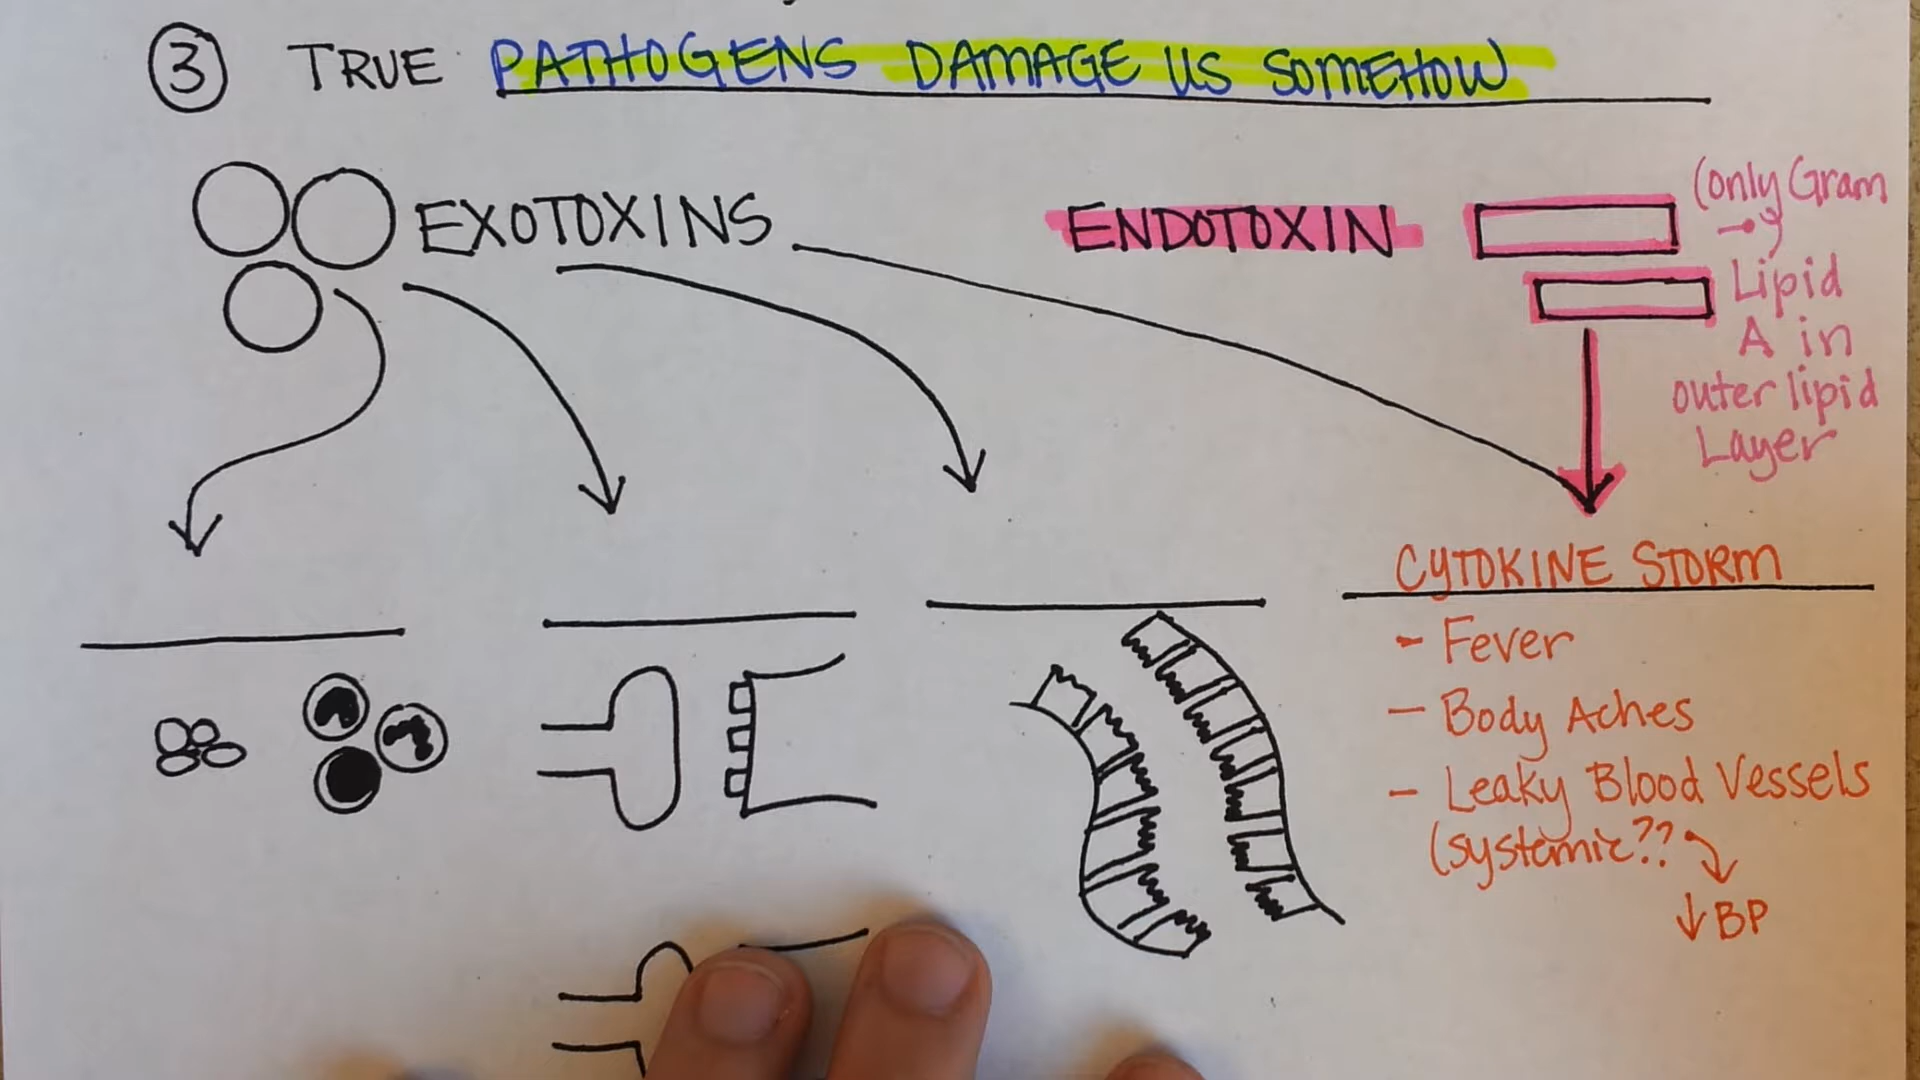 3 TRUE PATHOGENS DAMAGE US SOMEHOW
EXOTOXINS
ENDOTOXIN
(only Gram
Lipid
A in
outer lipid
Layer
CYTOKINE STORM
- Fever
- Body Aches
- Leaky Blood Vessels
(systemic??
↓ BP